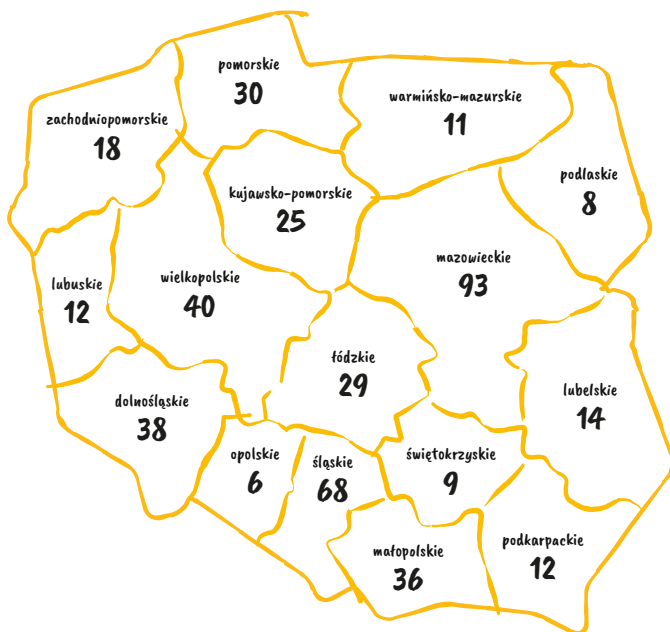 pomorskie
30
warmińsko-mazurskie
11
zachodniopomorskie
18
podlaskie
8
kujawsko-pomorskie
25
mazowieckie
93
lubuskie
12
wielkopolskie
40
łódzkie
29
lubelskie
14
dolnośląskie
38
opolskie
6
śląskie
68
świętokrzyskie
9
małopolskie
36
podkarpackie
12